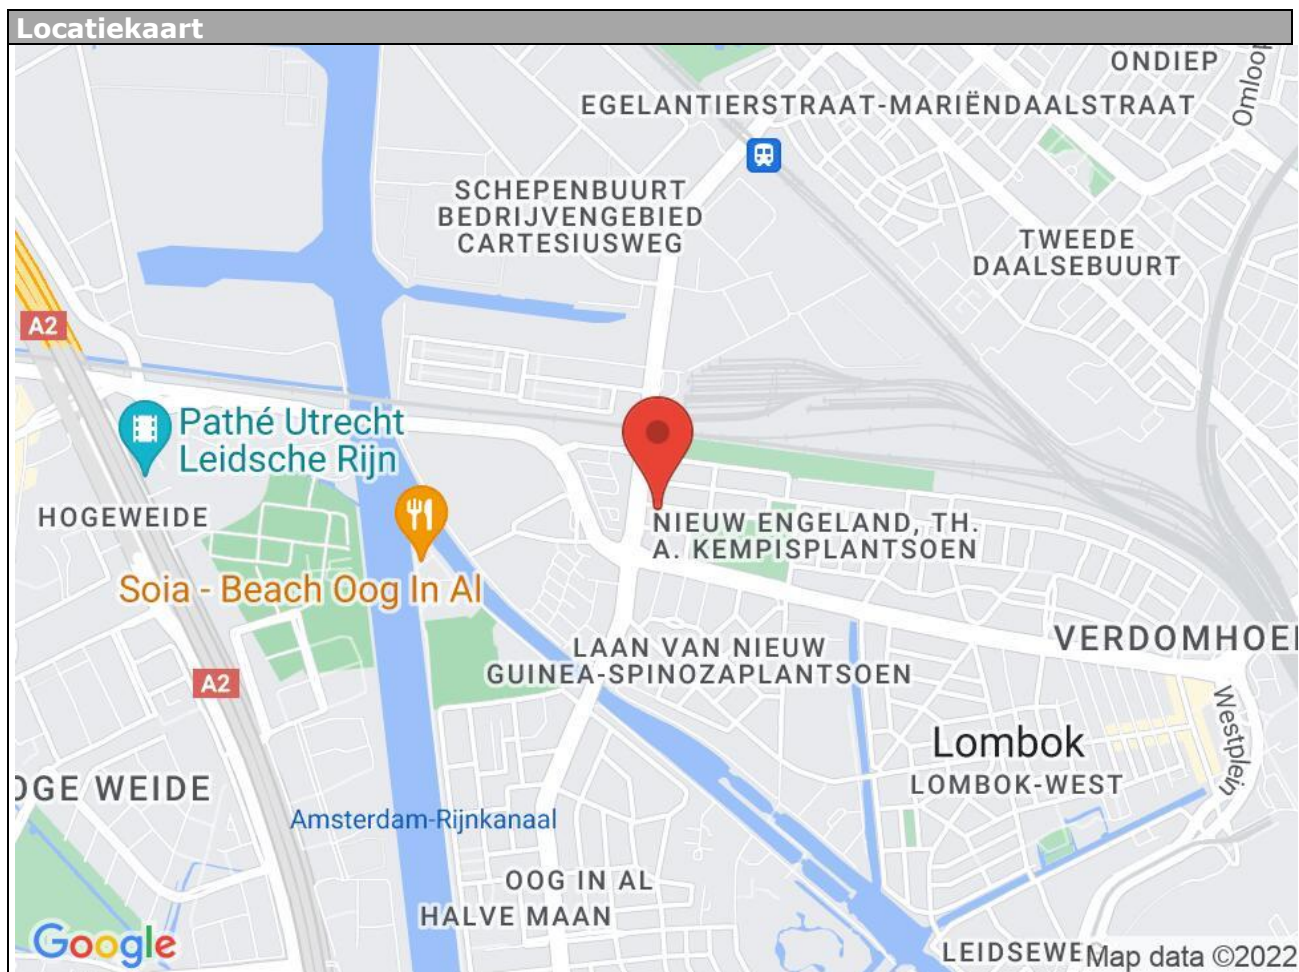 Locatiekaart
ONDIEP
Omloop
EGELANTIERSTRAAT-MARIËNDAALSTRAAT
SCHEPENBUURT
BEDRIJVENGEBIED
CARTESIUSWEG
TWEEDE
DAALSEBUURT
A2
Pathé Utrecht
Leidsche Rijn
HOGEWEIDE
NIEUW ENGELAND, TH.
A. KEMPISPLANTSOEN
Soia - Beach Oog In Al
LAAN VAN NIEUW
GUINEA-SPINOZAPLANTSOEN
VERDOMHOE
A2
Westplein
Lombok
LOMBOK-WEST
OGE WEIDE
Amsterdam-Rijnkanaal
OOG IN AL
HALVE MAAN
Google
LEIDSEWE
Map data ©2022